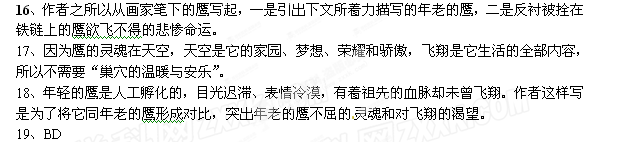 16、作者之所以从画家笔下的鹰写起，一是引出下文所着力描写的年老的鹰，二是反衬被拴在
铁链上的鹰欲飞不得的悲惨命运。
17、因为鹰的灵魂在天空，天空是它的家园、梦想、荣耀和骄傲，飞翔是它生活的全部内容，
所以不需要“巢穴的温暖与安乐”。
18、年轻的鹰是人工孵化的，目光迟滞、表情冷漠，有着祖先的血脉却未曾飞翔。作者这样写
是为了将它同年老的鹰形成对比，突出年老的鹰不屈的灵魂和对飞翔的渴望。
19、BD